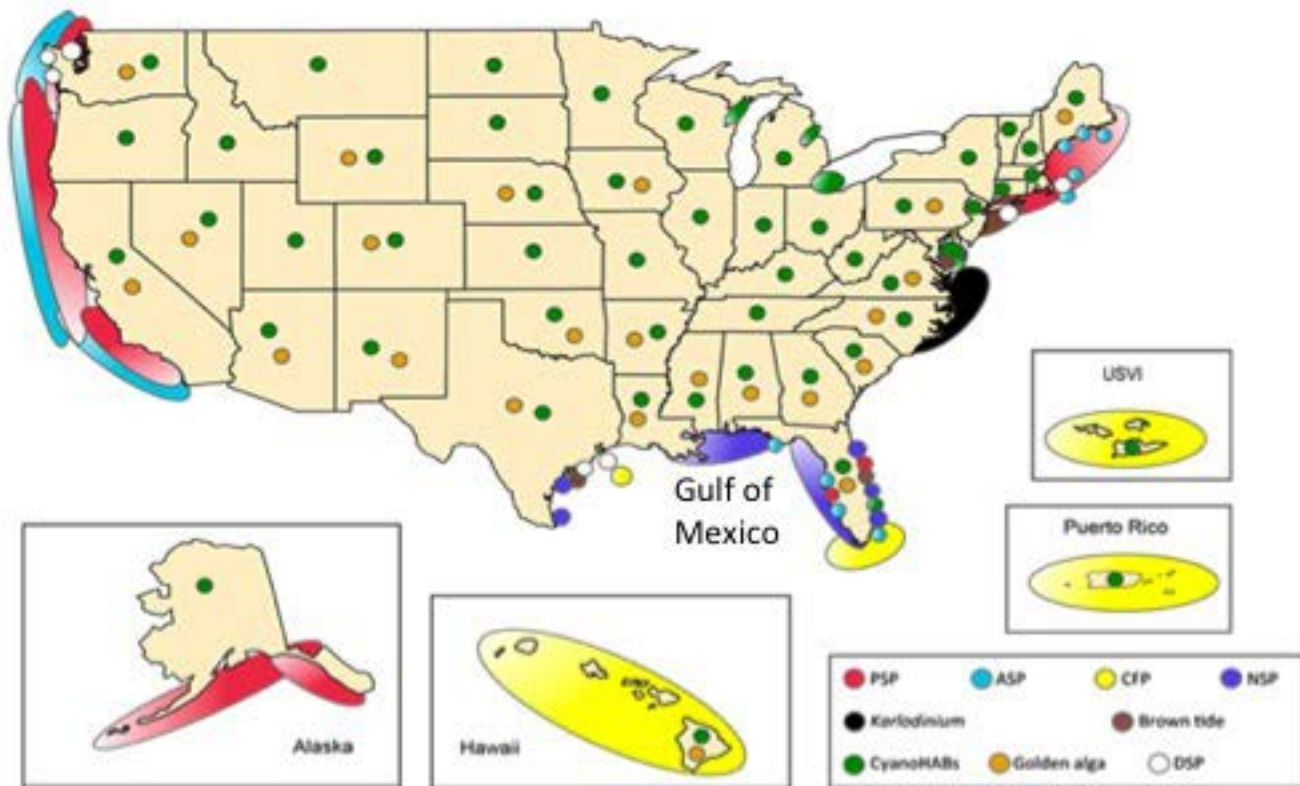 USVI
Gulf of
Mexico
Puerto Rico
Alaska
Hawaii
PSP ASP CFP NSP
Karlodinium Brown tide
CyanoHABs Golden alga DSP